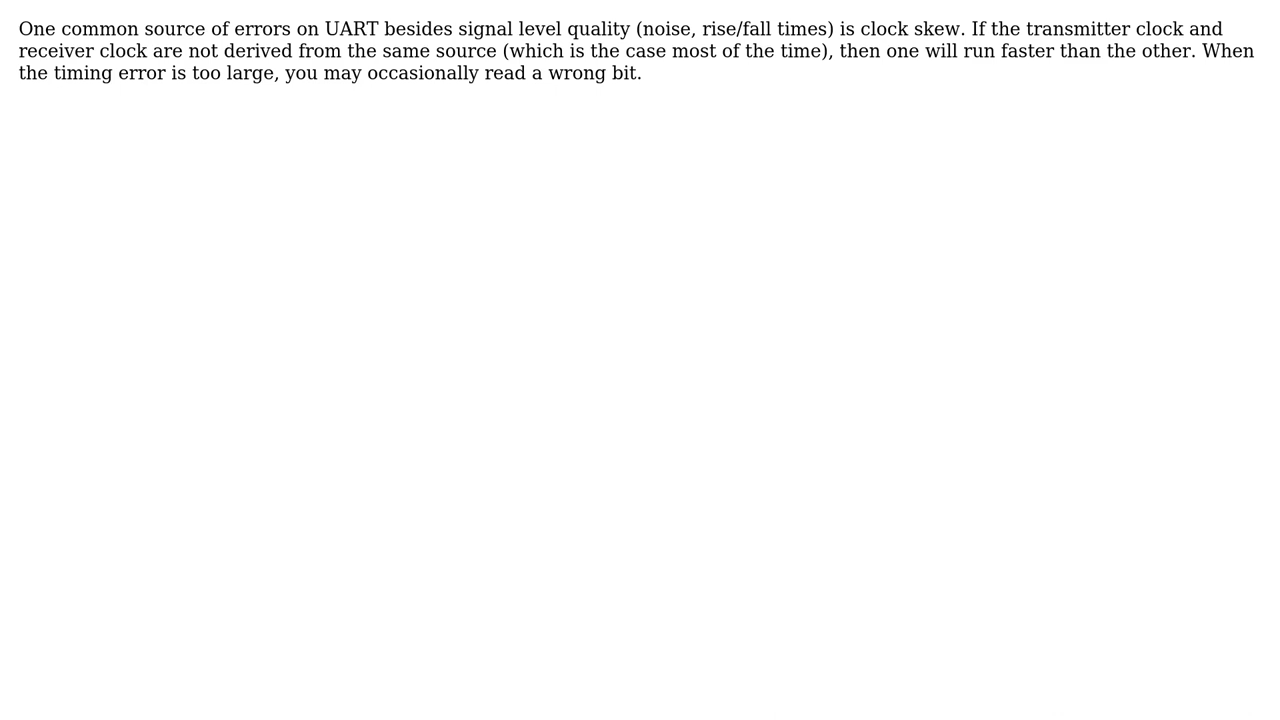 One common source of errors on UART besides signal level quality (noise, rise/fall times) is clock skew. If the transmitter clock and
receiver clock are not derived from the same source (which is the case most of the time), then one will run faster than the other. When
the timing error is too large, you may occasionally read a wrong bit.